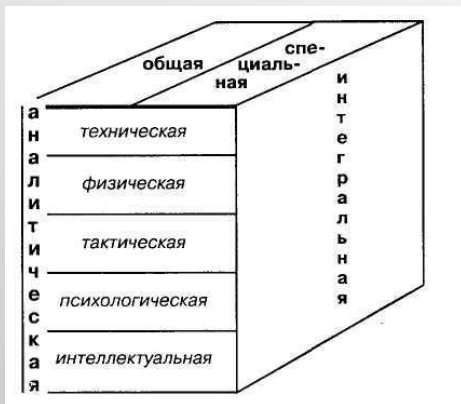 общая
спе-
циаль-
ная
аналитическая
техническая
физическая
тактическая
психологическая
интеллектуальная
интегральная